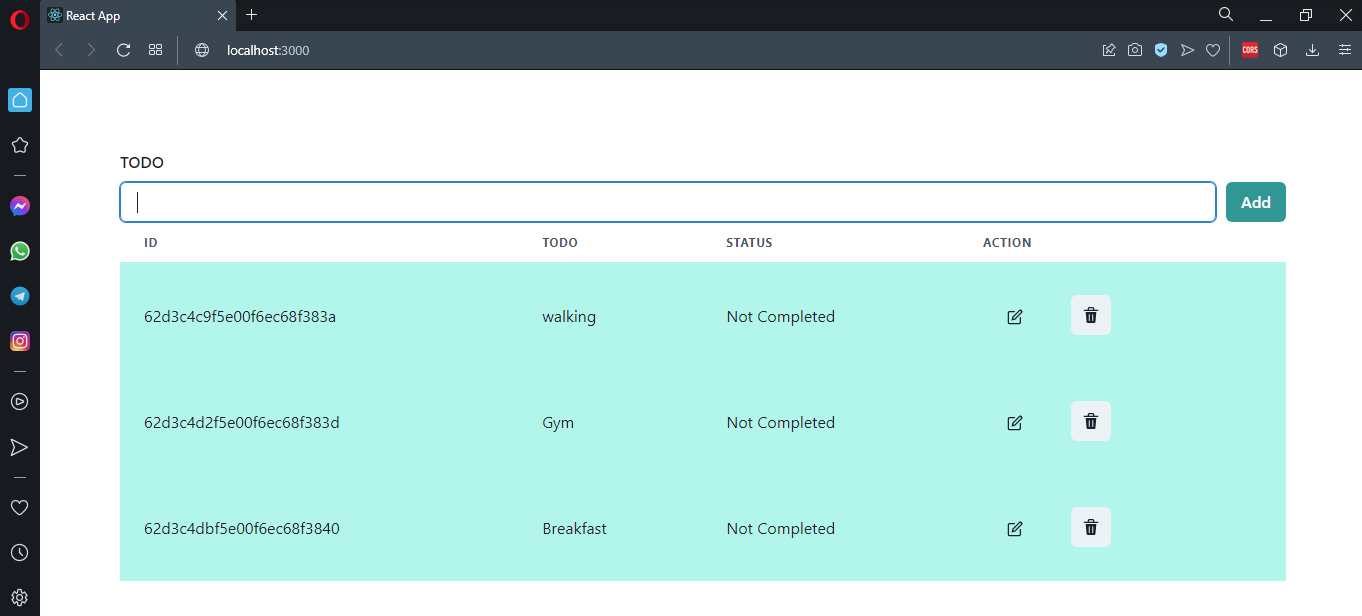 React App
localhost:3000
CORS
TODO
Add
ID TODO STATUS ACTION
62d3c4c9f5e00f6ec68f383a walking Not Completed
62d3c4d2f5e00f6ec68f383d Gym Not Completed
62d3c4dbf5e00f6ec68f3840 Breakfast Not Completed